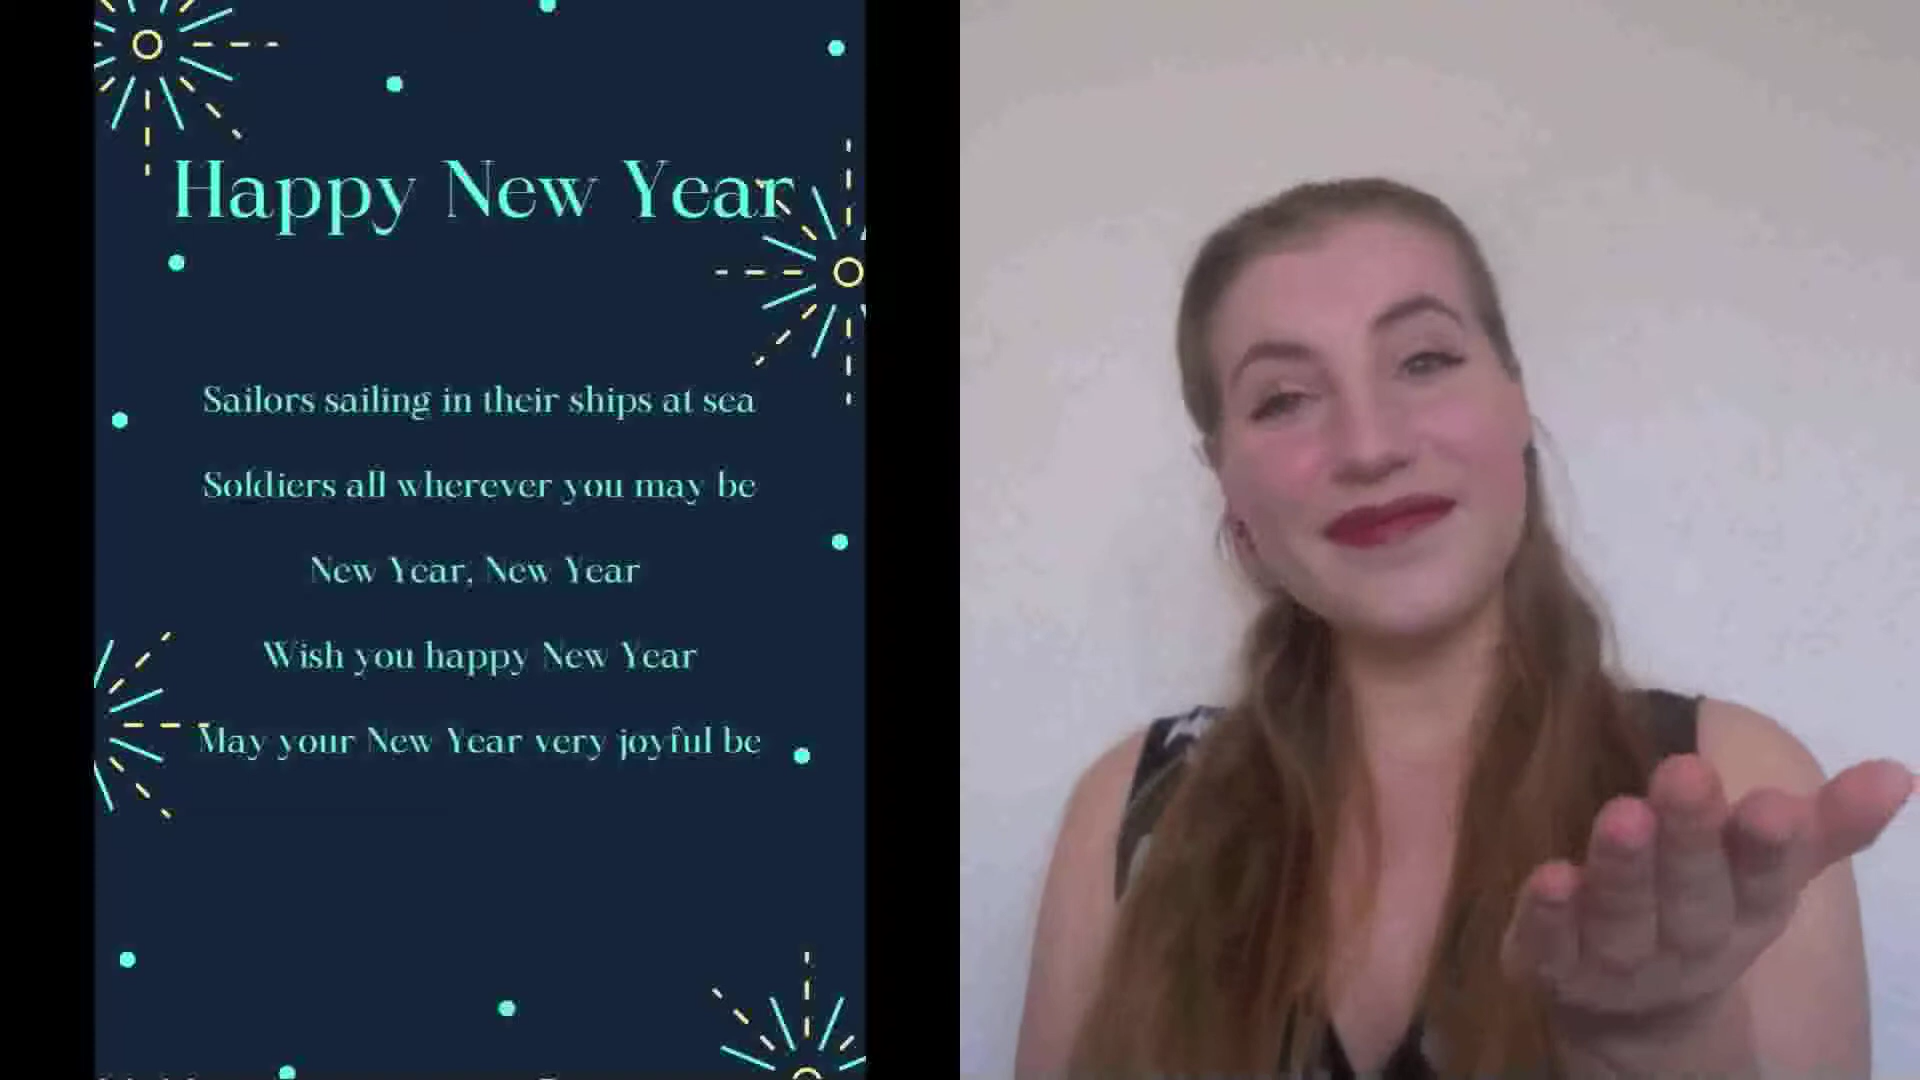 Happy New Year
Sailors sailing in their ships at sea
Soldiers all wherever you may be
New Year, New Year
Wish you happy New Year
May your New Year very joyful be